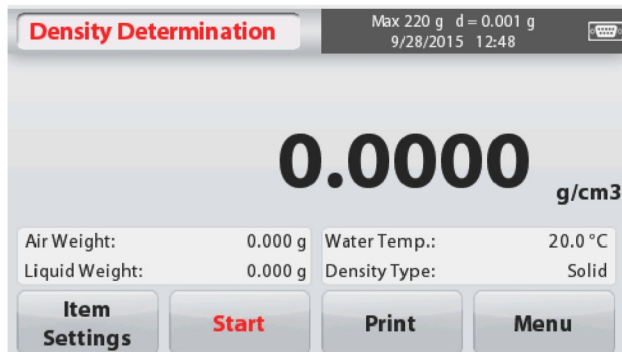 Density Determination
Max 220 g d = 0.001 g
9/28/2015 12:48
0.0000
g/cm3
Air Weight: 0.000 g
Liquid Weight: 0.000 g
Water Temp.: 20.0 °C
Density Type: Solid
Item
Settings
Start
Print
Menu